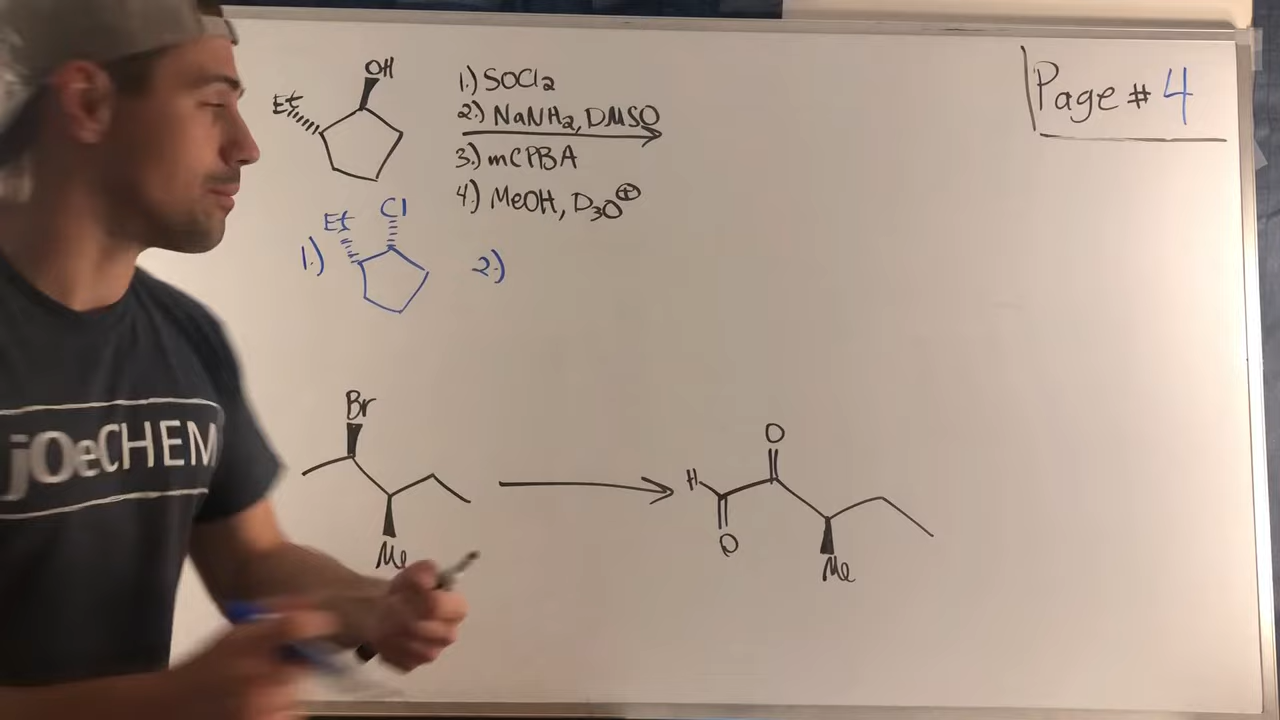 OH
Et
1.) SOCl2
2.) NaNH2, DMSO
3.) mCPBA
4.) MeOH, D3O⊕
Page # 4
1.)
Et
Cl
2.)
jOeCHEM
Br
Me
O
H
O
Me